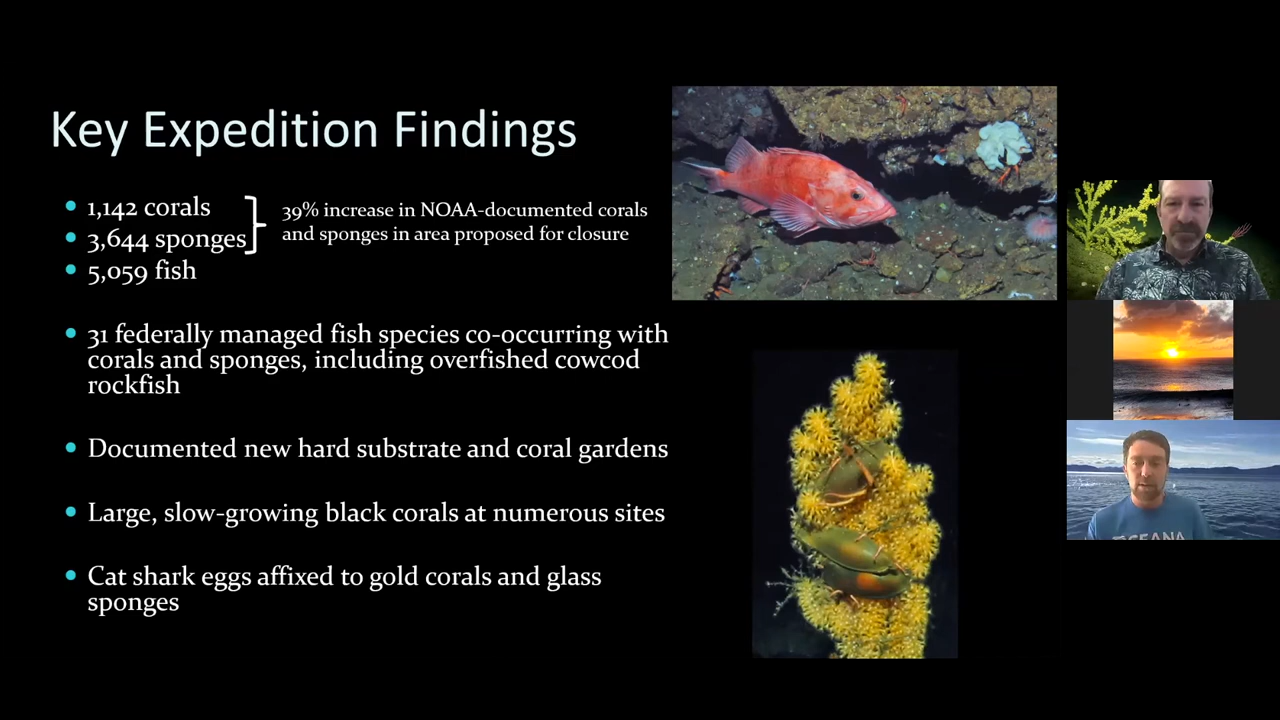 Key Expedition Findings
1,142 corals
3,644 sponges
39% increase in NOAA-documented corals
and sponges in area proposed for closure
5,059 fish
31 federally managed fish species co-occurring with
corals and sponges, including overfished cowcod
rockfish
Documented new hard substrate and coral gardens
Large, slow-growing black corals at numerous sites
Cat shark eggs affixed to gold corals and glass
sponges
OCEANA